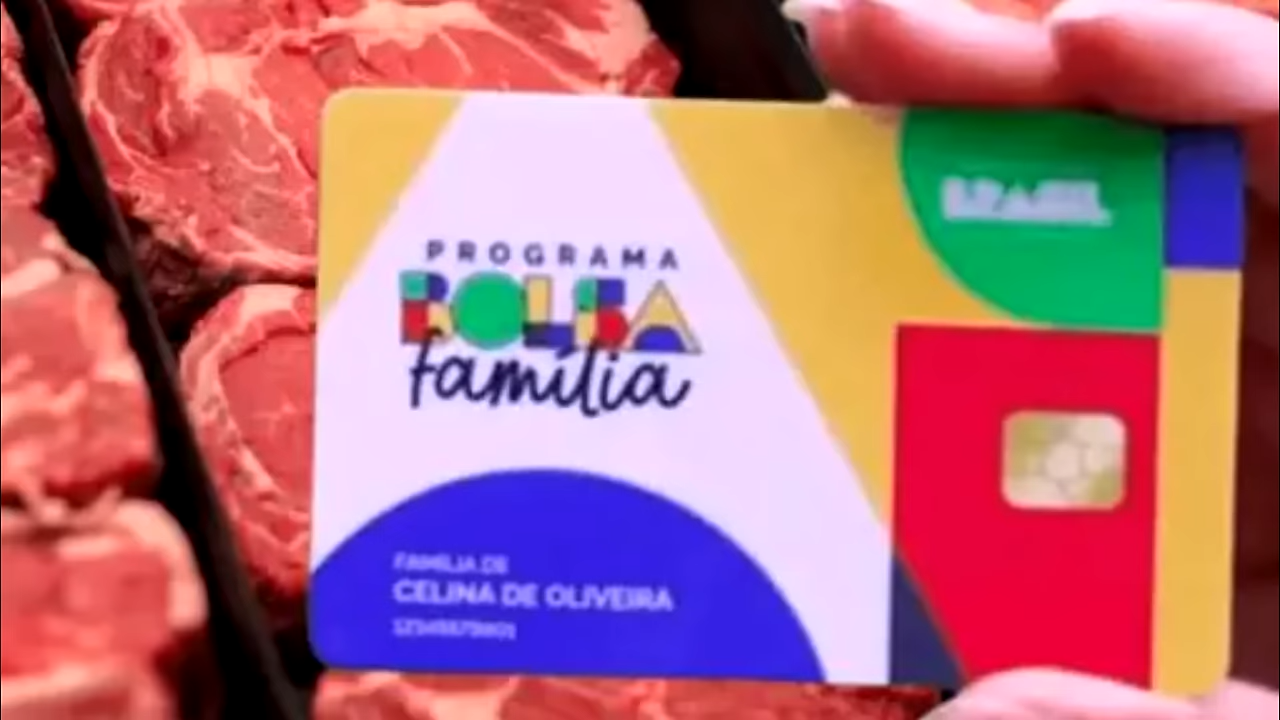 PROGRAMA
BOLSA
família
BRASIL
FAMÍLIA DE
CELINA DE OLIVEIRA